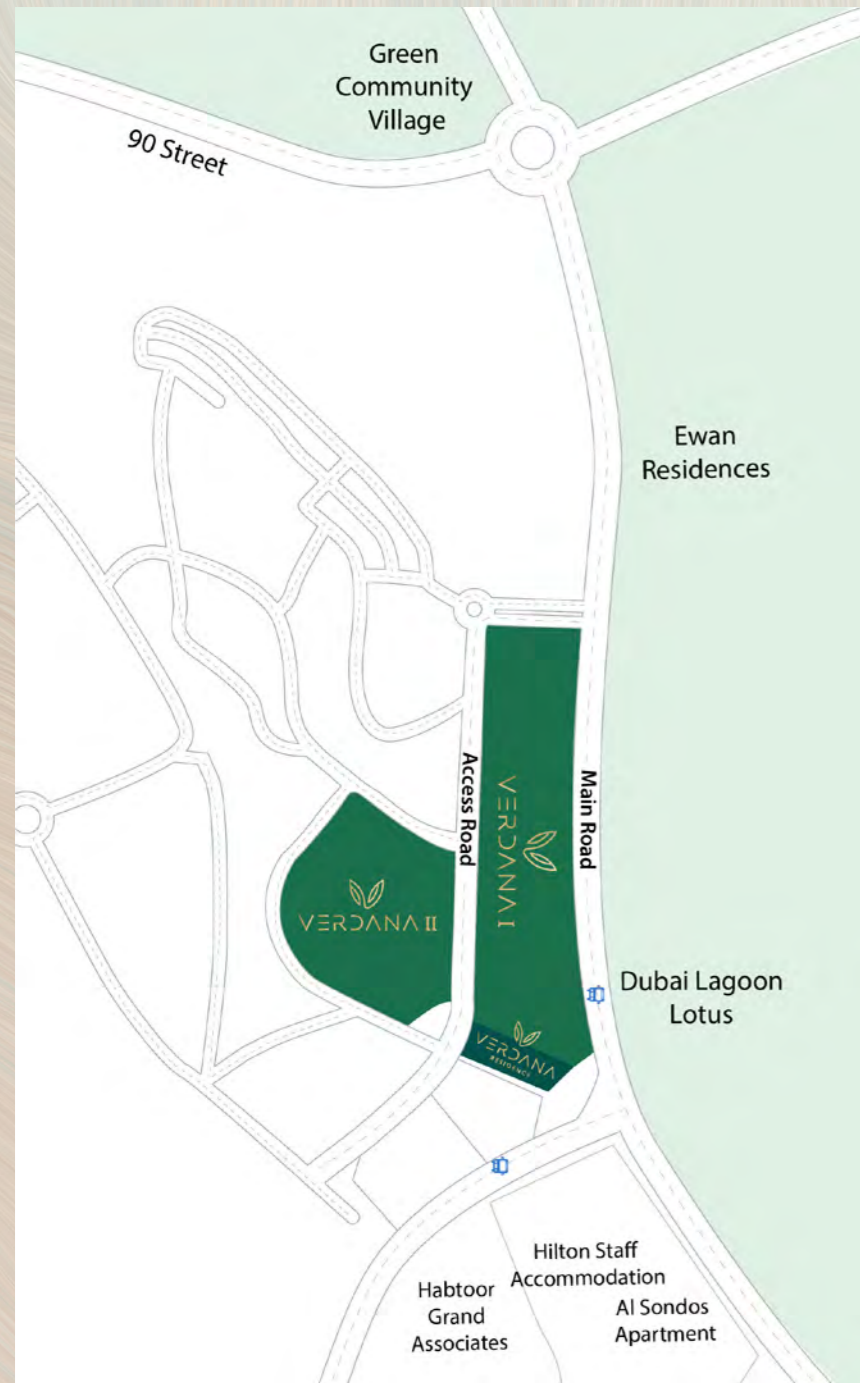 Green
Community
Village
90 Street
Ewan
Residences
Access Road
VERDANA I
Main Road
VERDANA II
Dubai Lagoon
Lotus
VERDANA
RESIDENCY
Hilton Staff
Accommodation
Habtoor
Grand
Associates
Al Sondos
Apartment